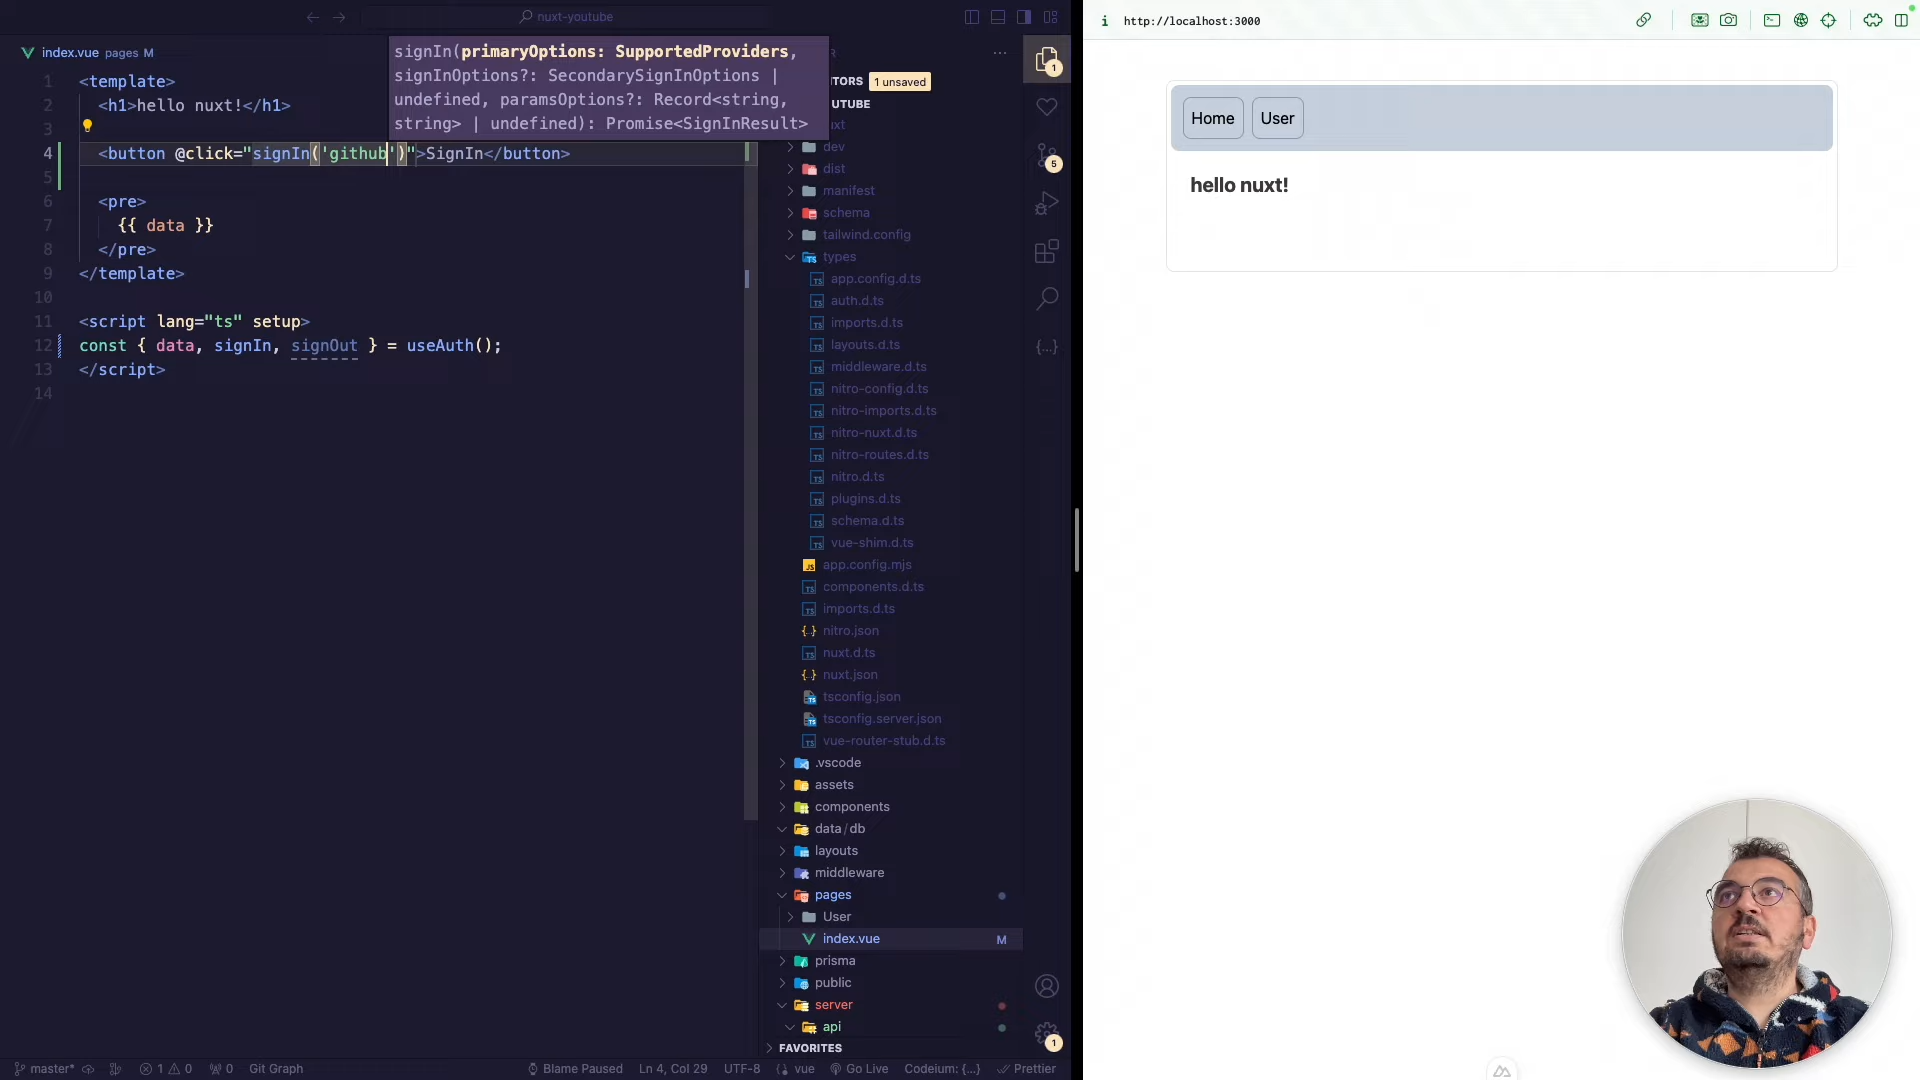 nuxt-youtube
http://localhost:3000
index.vue pages M
signIn(primaryOptions: SupportedProviders,
signInOptions?: SecondarySignInOptions |
undefined, paramsOptions?: Record<string,
string> | undefined): Promise<SignInResult>
1 <template>
2 <h1>hello nuxt!</h1>
3
4 <button @click="signIn('github')">SignIn</button>
5
6 <pre>
7 {{ data }}
8 </pre>
9 </template>
10
11 <script lang="ts" setup>
12 const { data, signIn, signOut } = useAuth();
13 </script>
14
ITORS 1 unsaved
UTUBE
dev
dist
manifest
schema
tailwind.config
types
app.config.d.ts
auth.d.ts
imports.d.ts
layouts.d.ts
middleware.d.ts
nitro-config.d.ts
nitro-imports.d.ts
nitro-nuxt.d.ts
nitro-routes.d.ts
nitro.d.ts
plugins.d.ts
schema.d.ts
vue-shim.d.ts
app.config.mjs
components.d.ts
imports.d.ts
nitro.json
nuxt.d.ts
nuxt.json
tsconfig.json
tsconfig.server.json
vue-router-stub.d.ts
.vscode
assets
components
data/db
layouts
middleware
pages
User
index.vue M
prisma
public
server
api
FAVORITES
1
5
1
Home User
hello nuxt!
master* 1 0 0 Git Graph Blame Paused Ln 4, Col 29 UTF-8 vue Go Live Codeium: {...} Prettier